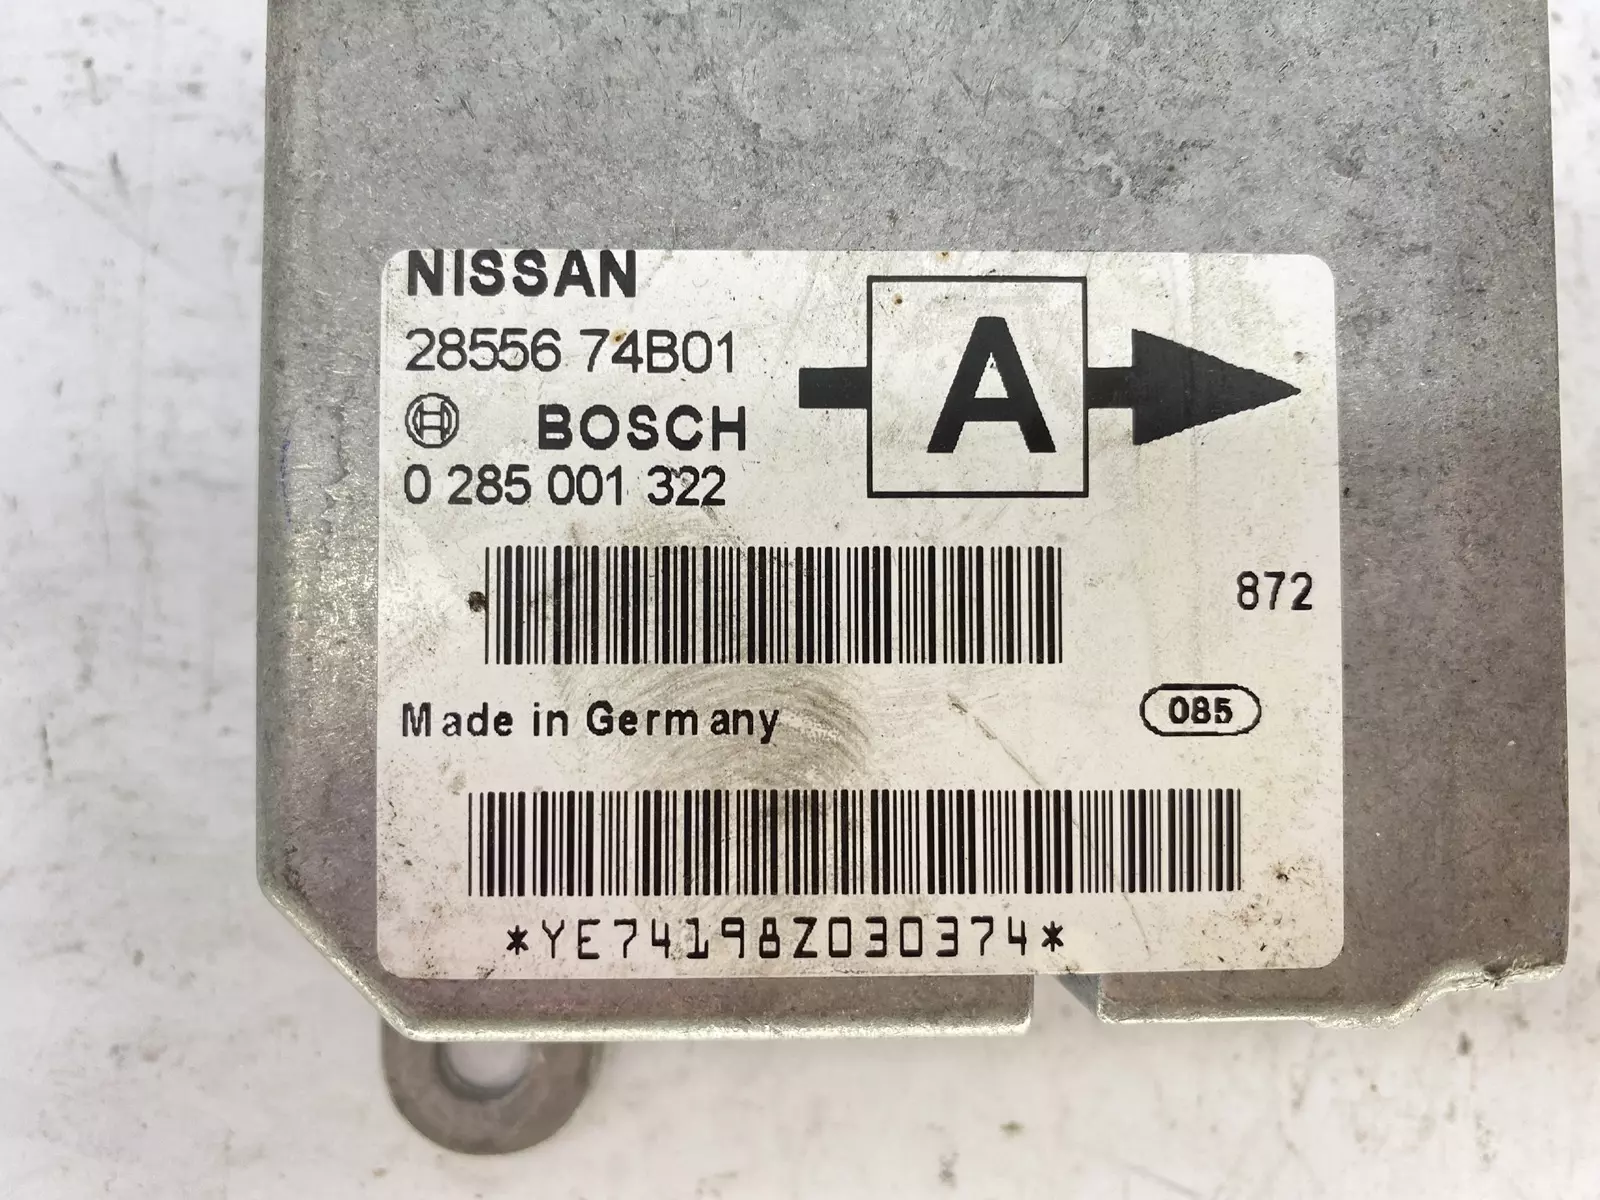 NISSAN
28556 74B01
A
BOSCH
0 285 001 322
872
Made in Germany
085
*YE74198Z030374*